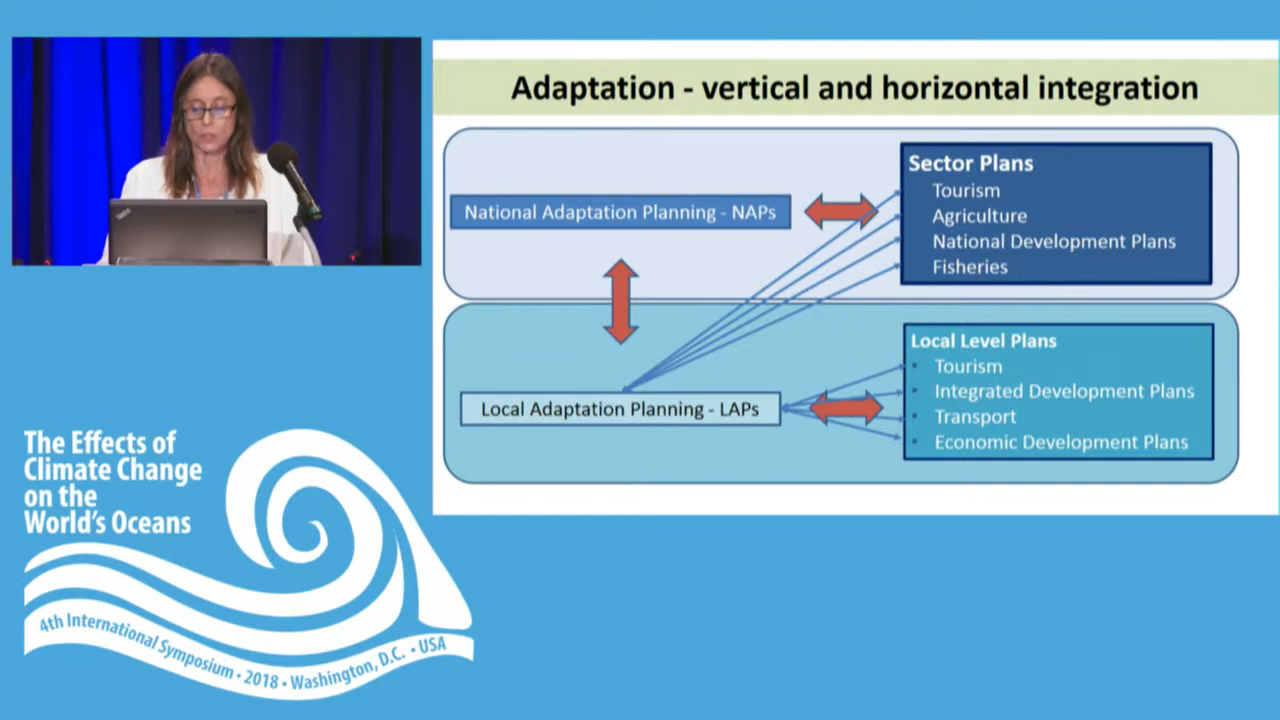 Adaptation - vertical and horizontal integration
National Adaptation Planning - NAPs
Sector Plans
Tourism
Agriculture
National Development Plans
Fisheries
Local Adaptation Planning - LAPs
Local Level Plans
• Tourism
• Integrated Development Plans
• Transport
• Economic Development Plans
The Effects of
Climate Change
on the
World's Oceans
4th International Symposium • 2018 • Washington, D.C. • USA